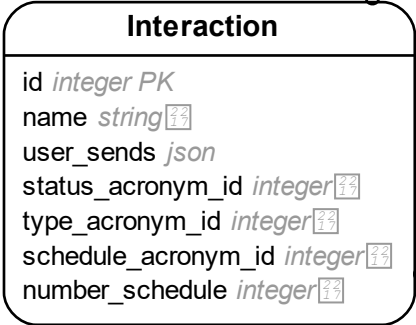 Interaction
id integer PK
name string ∗
user_sends json
status_acronym_id integer ∗
type_acronym_id integer ∗
schedule_acronym_id integer ∗
number_schedule integer ∗